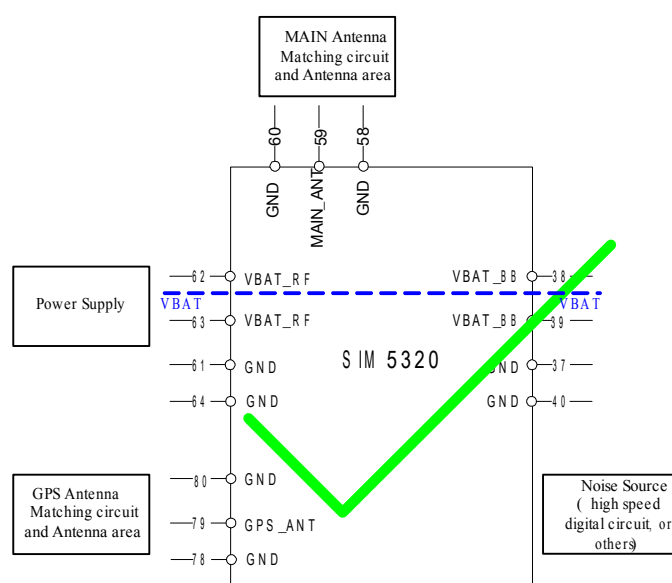 MAIN Antenna
Matching circuit
and Antenna area
60
59
58
GND
MAIN_ANT
GND
62
VBAT_RF
VBAT_BB
38
Power Supply
VBAT
VBAT
63
VBAT_RF
VBAT_BB
39
61
GND
SIM 5320
GND
37
64
GND
GND
40
80
GND
GPS Antenna
Matching circuit
and Antenna area
79
GPS_ANT
78
GND
Noise Source
( high speed
digital circuit, or
others)